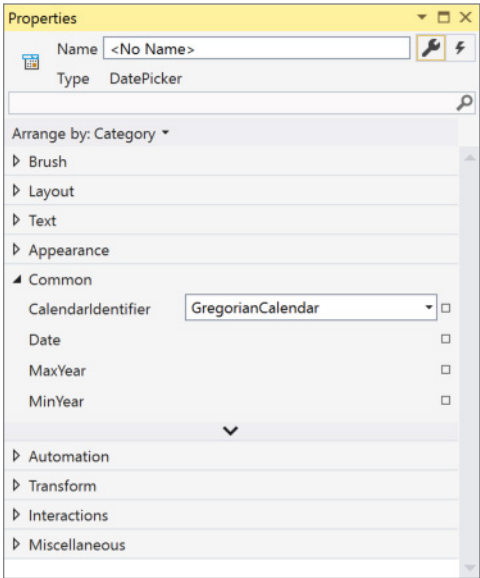 Properties
Name <No Name>
Type DatePicker
Arrange by: Category
Brush
Layout
Text
Appearance
Common
CalendarIdentifier GregorianCalendar
Date
MaxYear
MinYear
Automation
Transform
Interactions
Miscellaneous